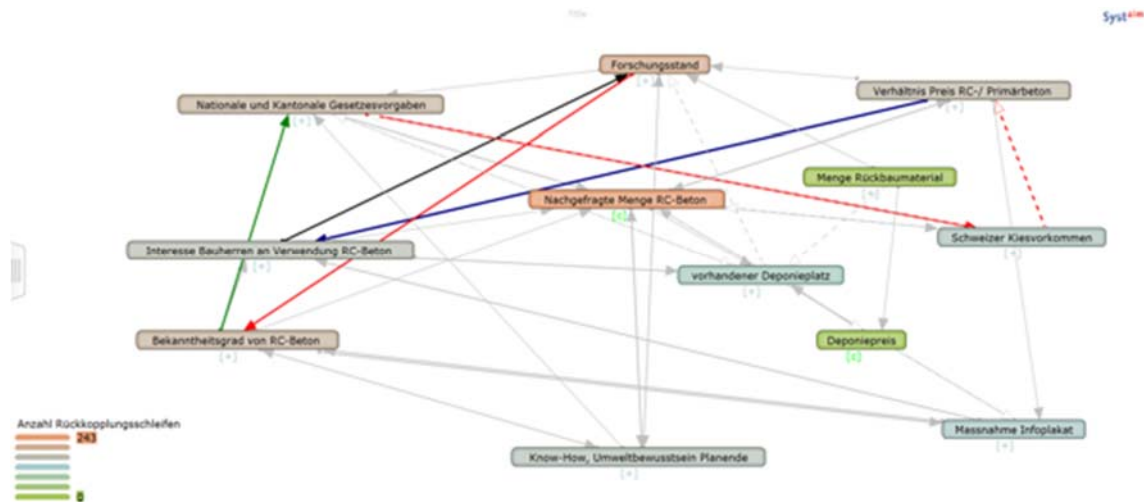 Title
Systaim
Forschungsstand
[+]
Verhältnis Preis RC-/ Primärbeton
[+]
Nationale und Kantonale Gesetzesvorgaben
[+]
Menge Rückbaumaterial
[+]
Nachgefragte Menge RC-Beton
[c]
Schweizer Kiesvorkommen
[+]
Interesse Bauherren an Verwendung RC-Beton
[+]
vorhandener Deponieplatz
[+]
Bekanntheitsgrad von RC-Beton
[+]
Deponiepreis
[c]
Massnahme Infoplakat
[+]
Know-How, Umweltbewusstsein Planende
[+]
Anzahl Rückkopplungsschleifen
243
0